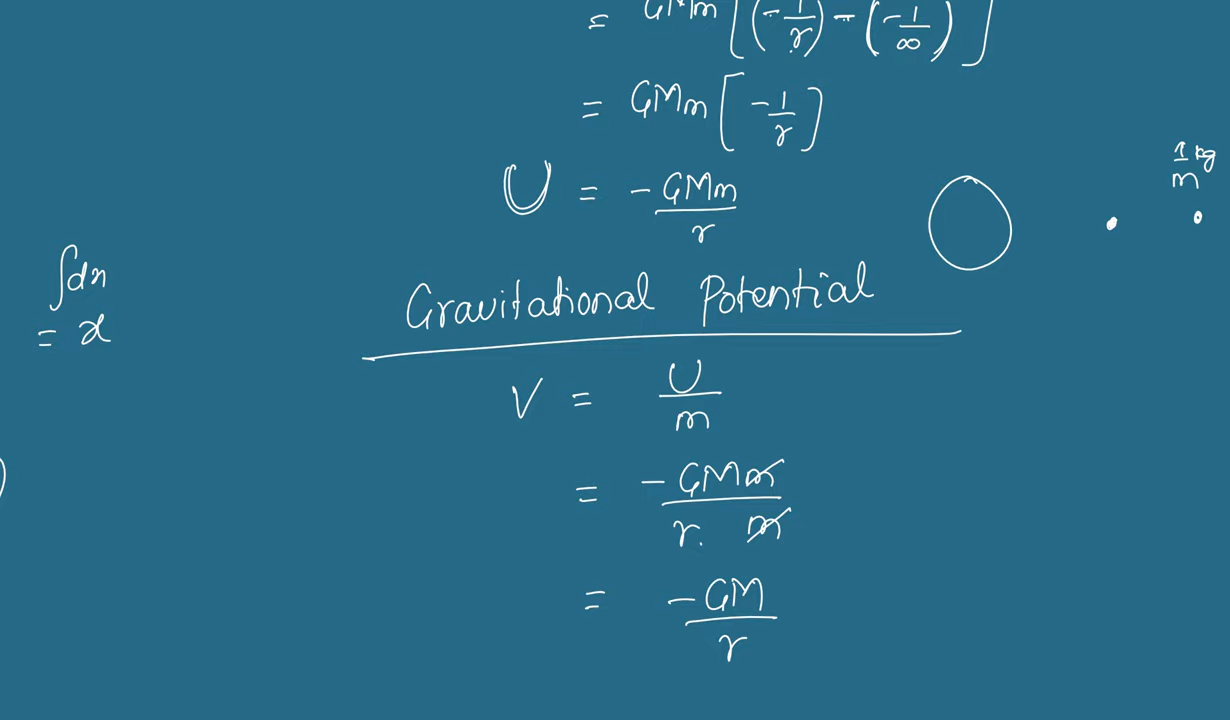 = GMm [(-1/r) - (-1/∞)]
= GMm [-1/r]
1 kg
m
U = -GMm/r
∫dx
= x
Gravitational Potential
V = U/m
= -GMm/r. m
= -GM/r